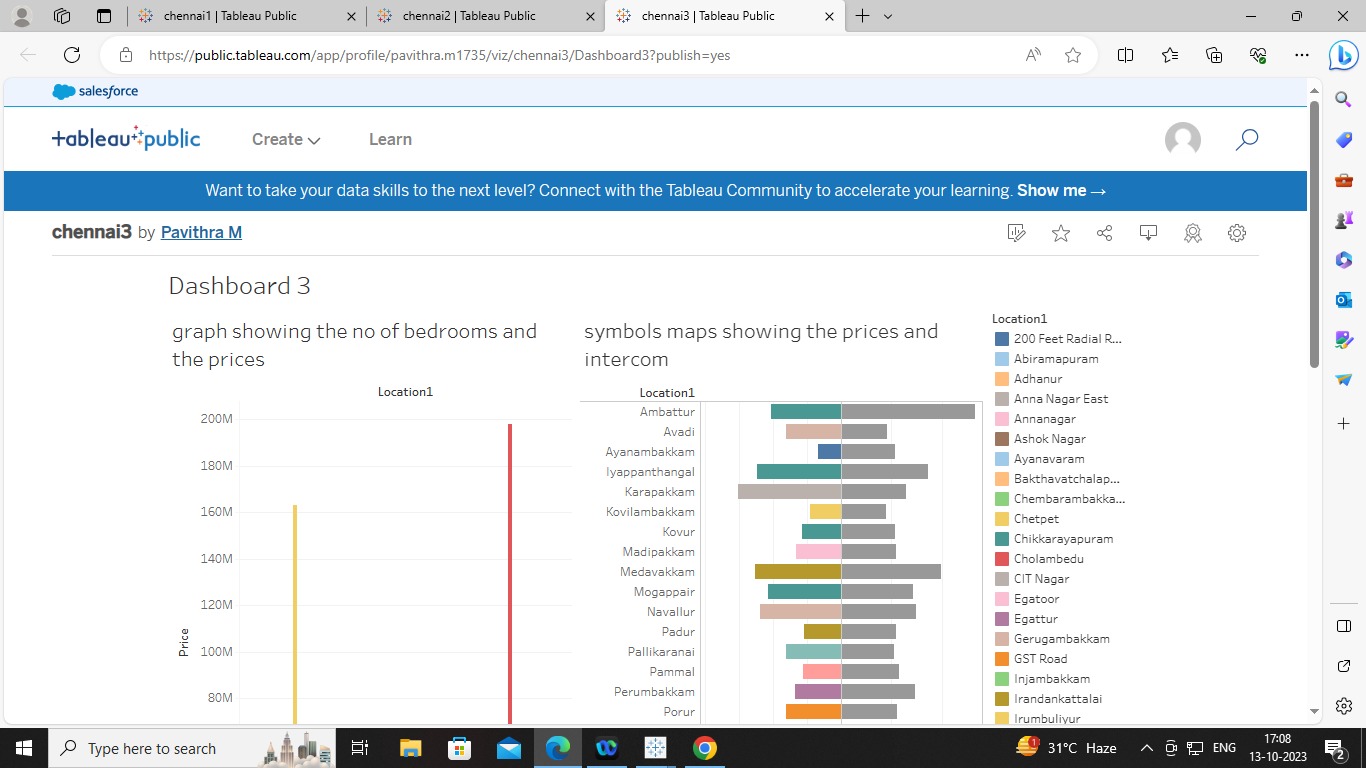 chennai1 | Tableau Public
chennai2 | Tableau Public
chennai3 | Tableau Public
https://public.tableau.com/app/profile/pavithra.m1735/viz/chennai3/Dashboard3?publish=yes
salesforce
+ableau+public
Create
Learn
Want to take your data skills to the next level? Connect with the Tableau Community to accelerate your learning. Show me →
chennai3 by Pavithra M
Dashboard 3
graph showing the no of bedrooms and
the prices
Location1
200M
180M
160M
140M
120M
100M
80M
Price
symbols maps showing the prices and
intercom
Location1
Ambattur
Avadi
Ayanambakkam
Iyappanthangal
Karapakkam
Kovilambakkam
Kovur
Madipakkam
Medavakkam
Mogappair
Navallur
Padur
Pallikaranai
Pammal
Perumbakkam
Porur
Location1
200 Feet Radial R...
Abiramapuram
Adhanur
Anna Nagar East
Annanagar
Ashok Nagar
Ayanavaram
Bakthavatchalap...
Chembarambakka...
Chetpet
Chikkarayapuram
Cholambedu
CIT Nagar
Egatoor
Egattur
Gerugambakkam
GST Road
Injambakkam
Irandankattalai
Irumbuliyur
Type here to search
31°C Haze
ENG
17:08
13-10-2023
2